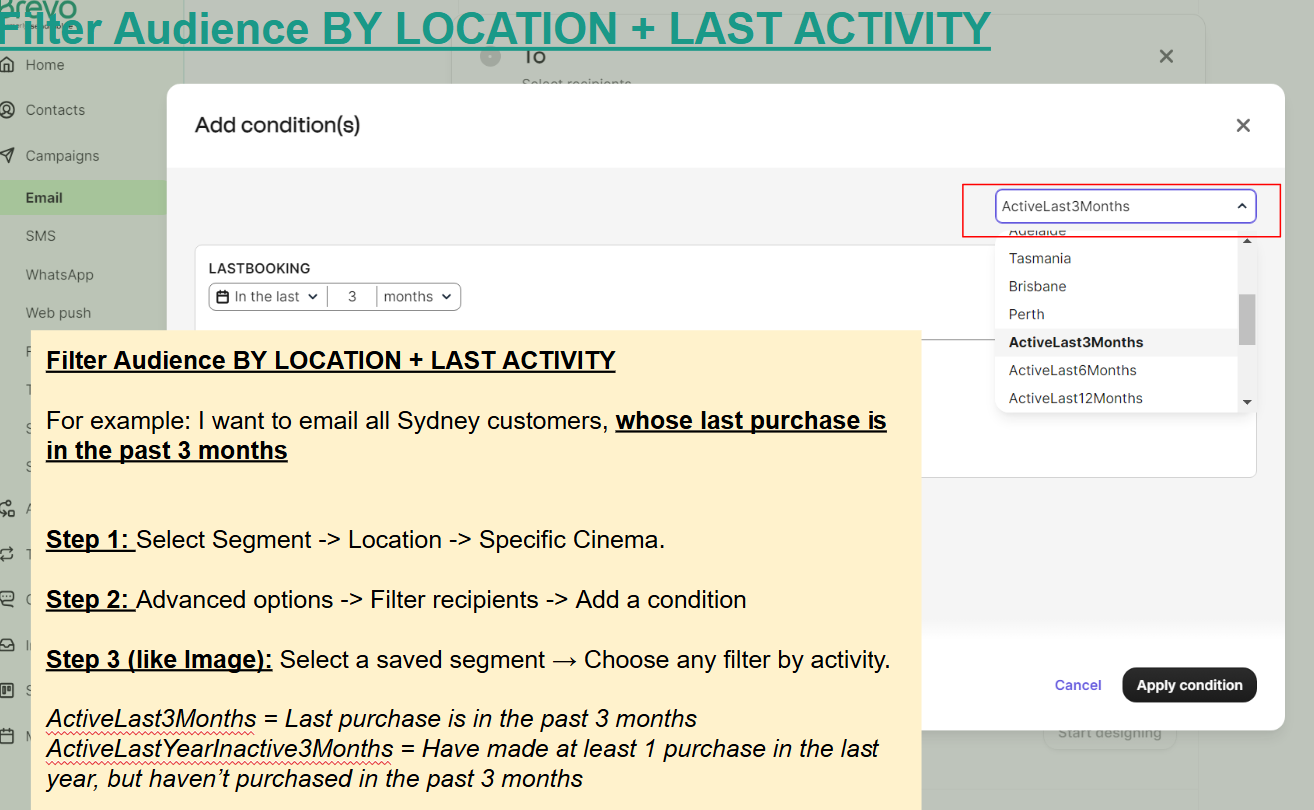 Brevo
Filter Audience BY LOCATION + LAST ACTIVITY
To
Select recipients
Home
Contacts
Campaigns
Email
SMS
WhatsApp
Web push
Add condition(s)
ActiveLast3Months
Adelaide
Tasmania
Brisbane
Perth
ActiveLast3Months
ActiveLast6Months
ActiveLast12Months
LASTBOOKING
In the last 3 months
Filter Audience BY LOCATION + LAST ACTIVITY
For example: I want to email all Sydney customers, whose last purchase is
in the past 3 months
Step 1: Select Segment -> Location -> Specific Cinema.
Step 2: Advanced options -> Filter recipients -> Add a condition
Step 3 (like Image): Select a saved segment → Choose any filter by activity.
ActiveLast3Months = Last purchase is in the past 3 months
ActiveLastYearInactive3Months = Have made at least 1 purchase in the last
year, but haven't purchased in the past 3 months
Cancel
Apply condition
Start designing